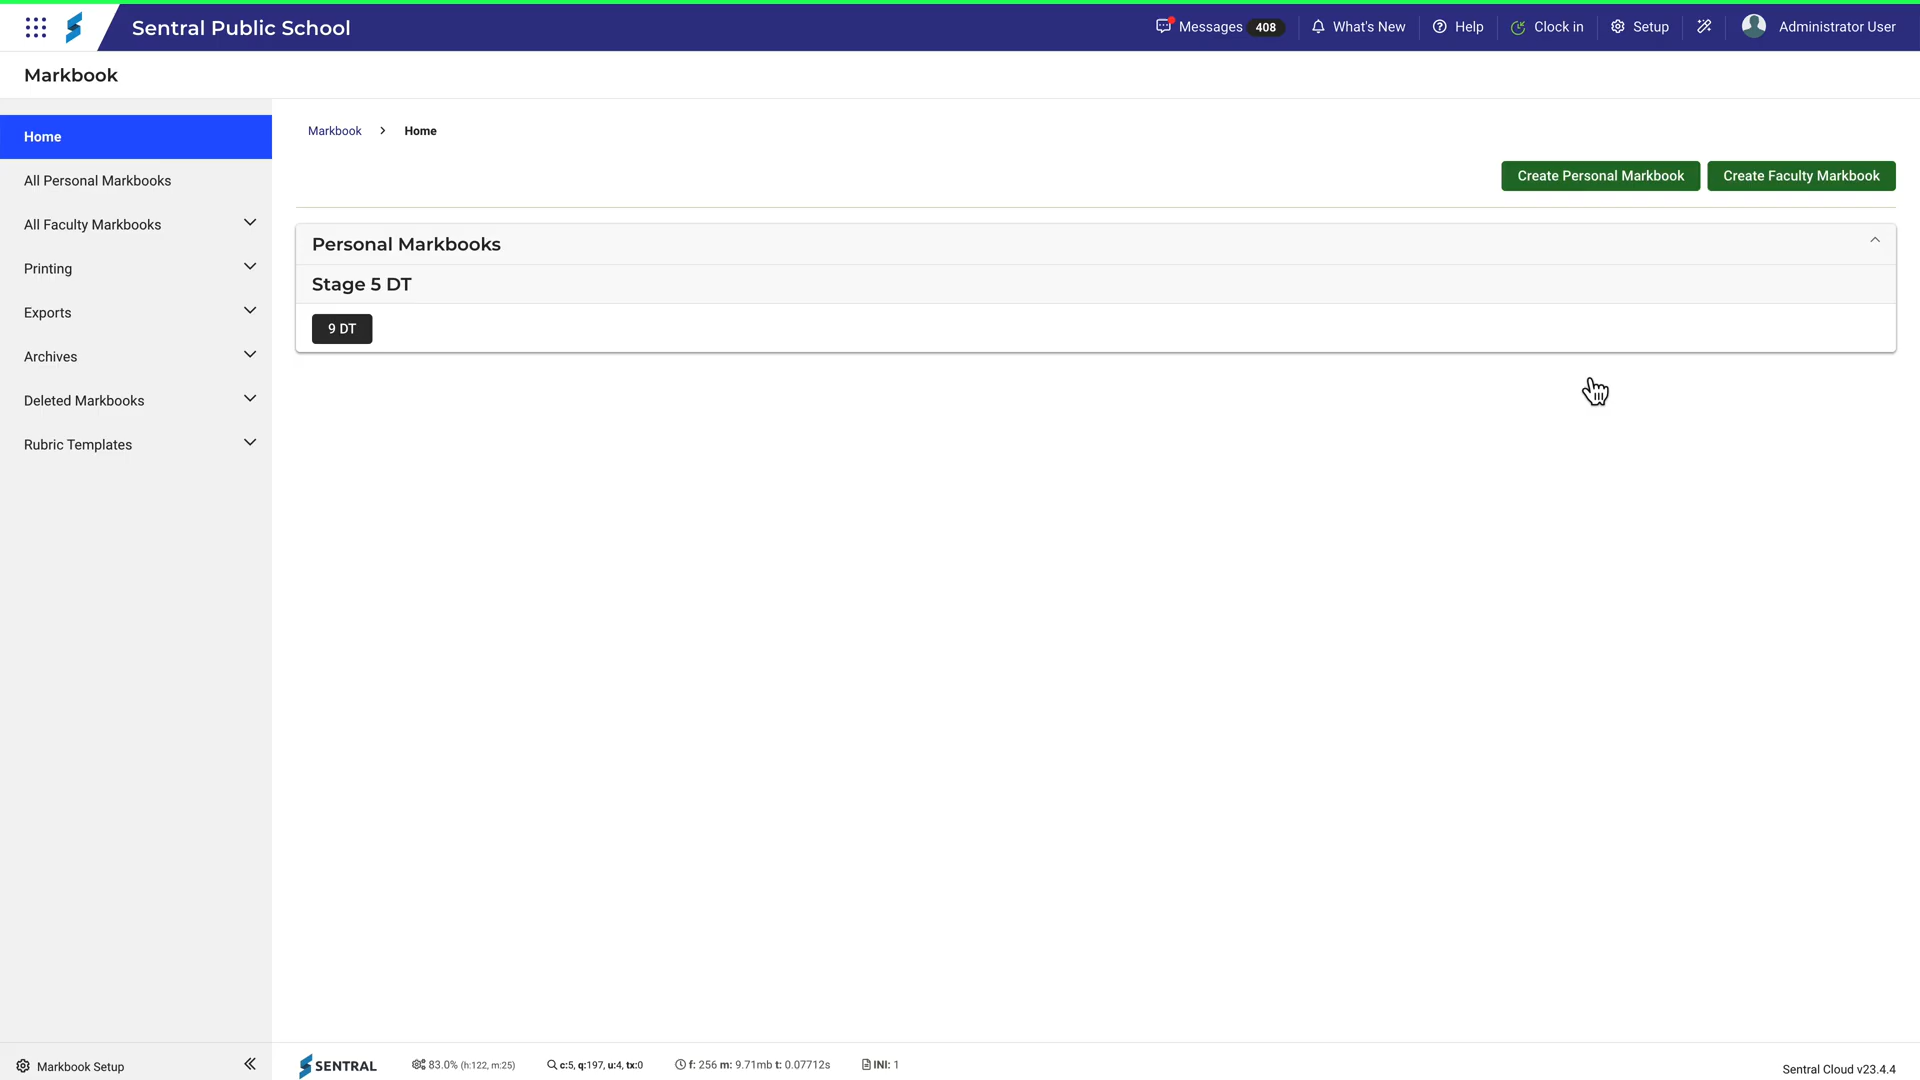 Sentral Public School
Messages 408
What's New
Help
Clock in
Setup
Administrator User
Markbook
Home
All Personal Markbooks
All Faculty Markbooks
Printing
Exports
Archives
Deleted Markbooks
Rubric Templates
Markbook Setup
Markbook > Home
Create Personal Markbook
Create Faculty Markbook
Personal Markbooks
Stage 5 DT
9 DT
SENTRAL
83.0% (h:122, m:25)
c:5, q:197, u:4, tx:0
f: 256 m: 9.71mb t: 0.07712s
INI: 1
Sentral Cloud v23.4.4